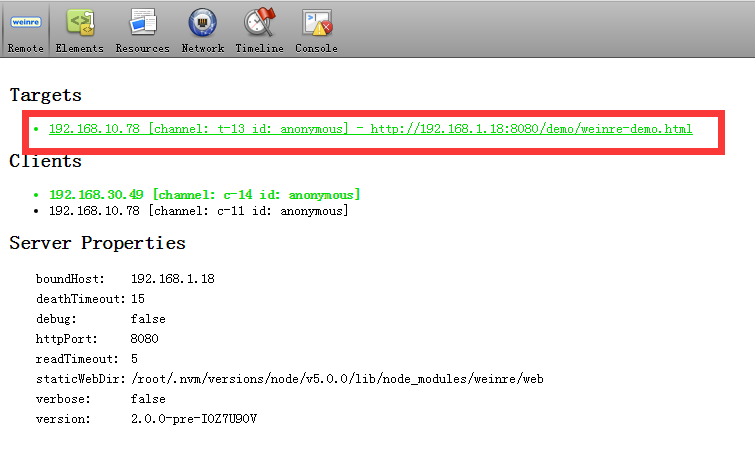 weinre
Remote Elements Resources Network Timeline Console
Targets
192.168.10.78 [channel: t-13 id: anonymous] - http://192.168.1.18:8080/demo/weinre-demo.html
Clients
192.168.30.49 [channel: c-14 id: anonymous]
192.168.10.78 [channel: c-11 id: anonymous]
Server Properties
boundHost: 192.168.1.18
deathTimeout: 15
debug: false
httpPort: 8080
readTimeout: 5
staticWebDir: /root/.nvm/versions/node/v5.0.0/lib/node_modules/weinre/web
verbose: false
version: 2.0.0-pre-I0Z7U9OV